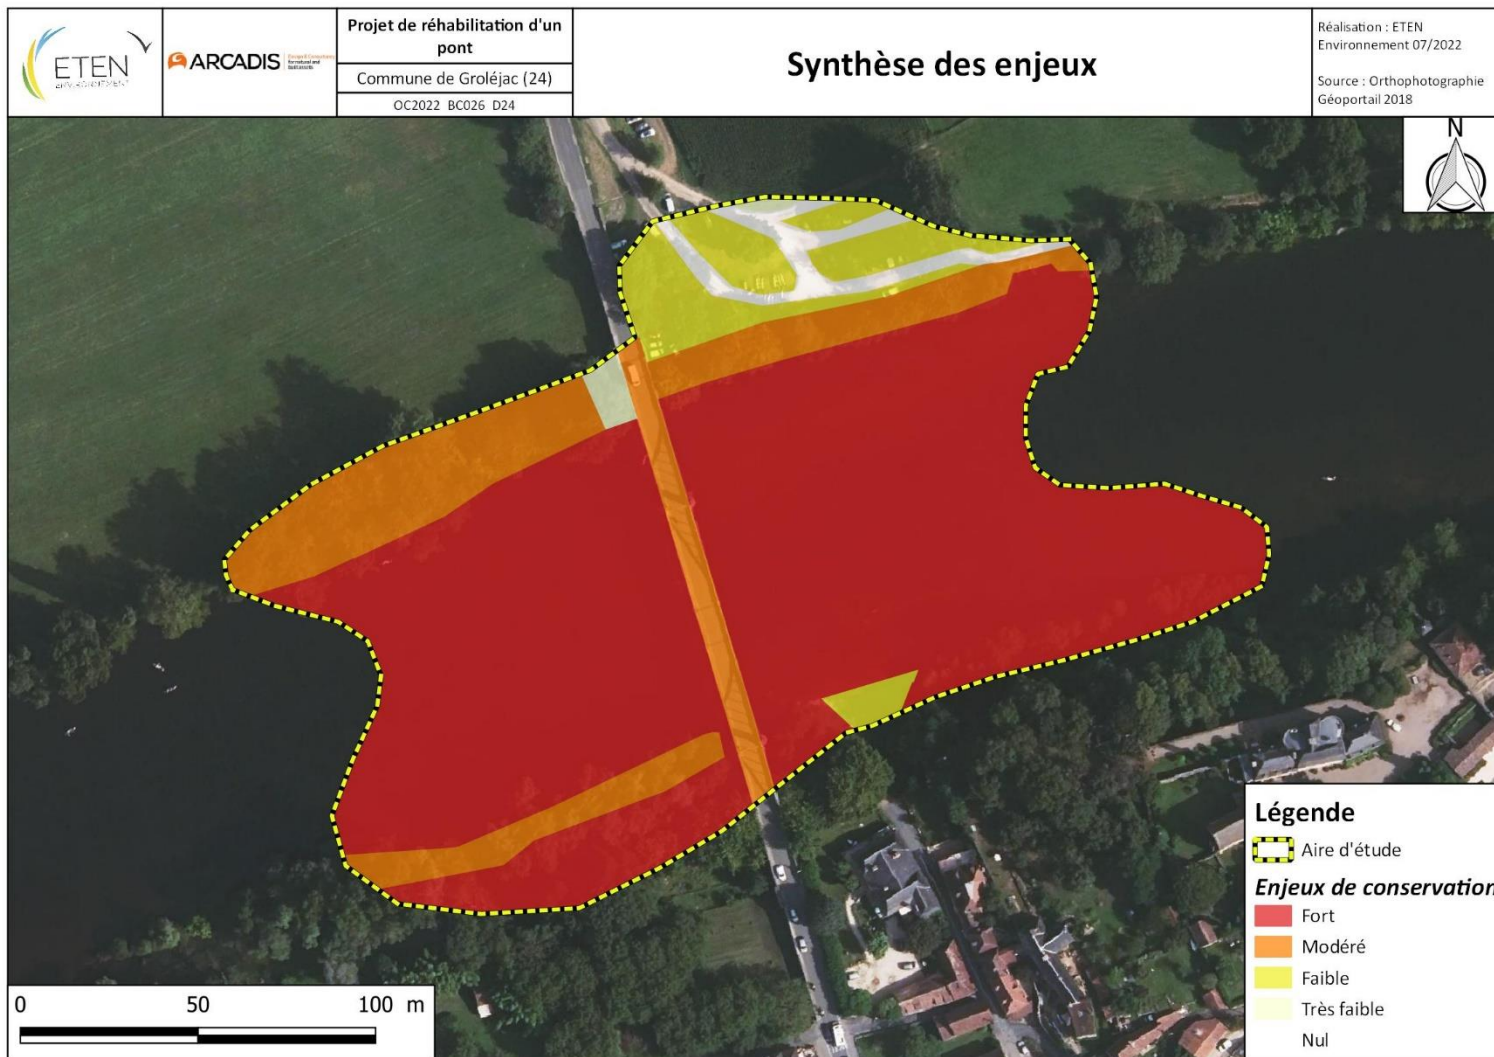 ETEN
ENVIRONNEMENT
ARCADIS
Projet de réhabilitation d'un
pont
Commune de Groléjac (24)
OC2022 BC026 D24
Synthèse des enjeux
Réalisation : ETEN
Environnement 07/2022
Source : Orthophotographie
Géoportail 2018
N
Légende
Aire d'étude
Enjeux de conservation
Fort
Modéré
Faible
Très faible
Nul
0 50 100 m